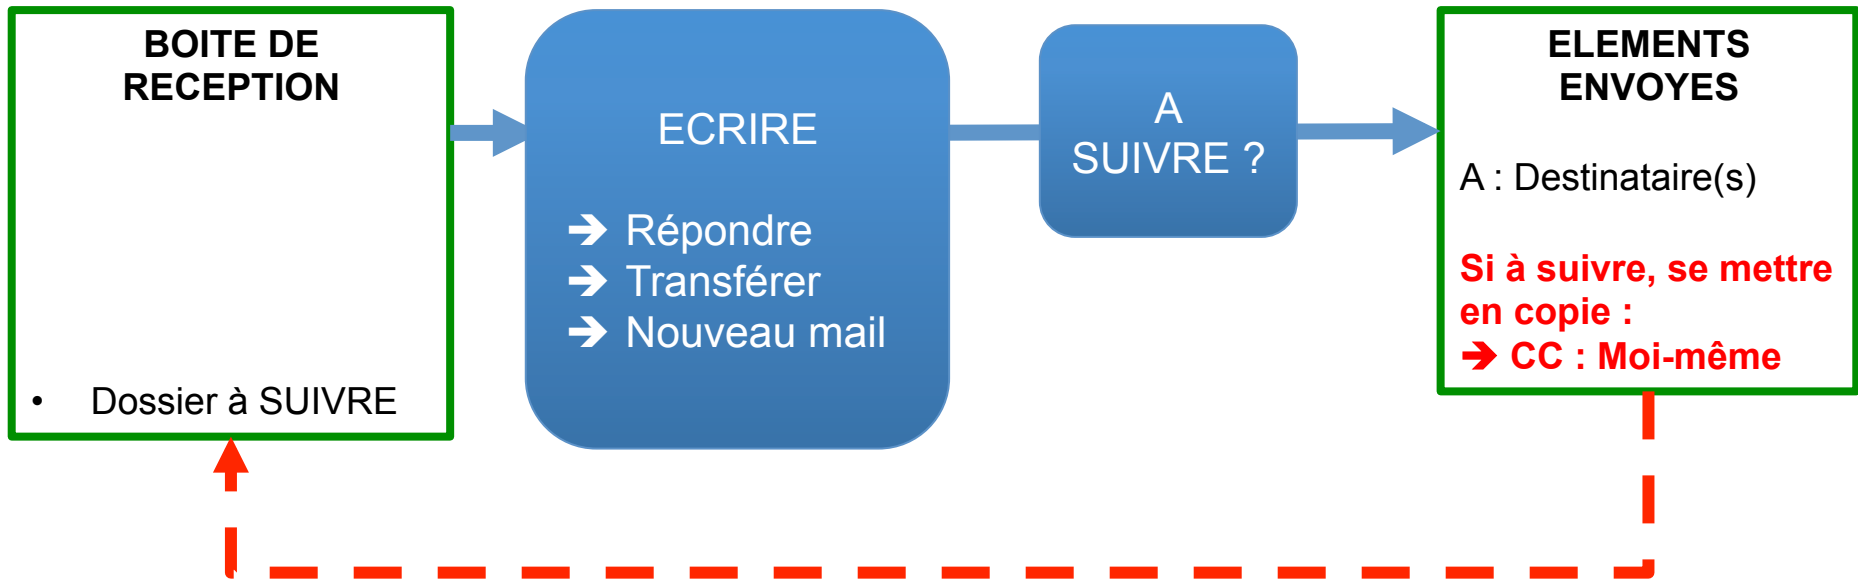 BOITE DE
RECEPTION
• Dossier à SUIVRE
ECRIRE
➔ Répondre
➔ Transférer
➔ Nouveau mail
A
SUIVRE ?
ELEMENTS
ENVOYES
A : Destinataire(s)
Si à suivre, se mettre
en copie :
➔ CC : Moi-même